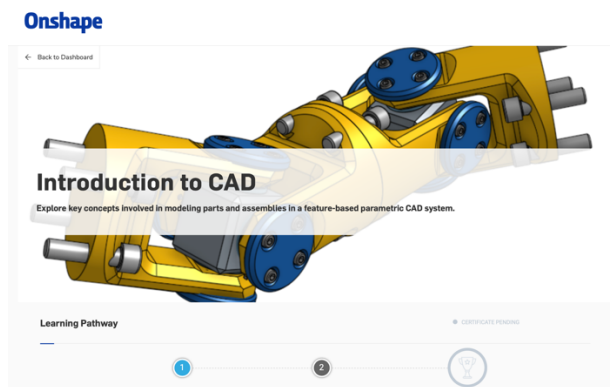 Onshape
← Back to Dashboard
Introduction to CAD
Explore key concepts involved in modeling parts and assemblies in a feature-based parametric CAD system.
Learning Pathway
CERTIFICATE PENDING
1
2